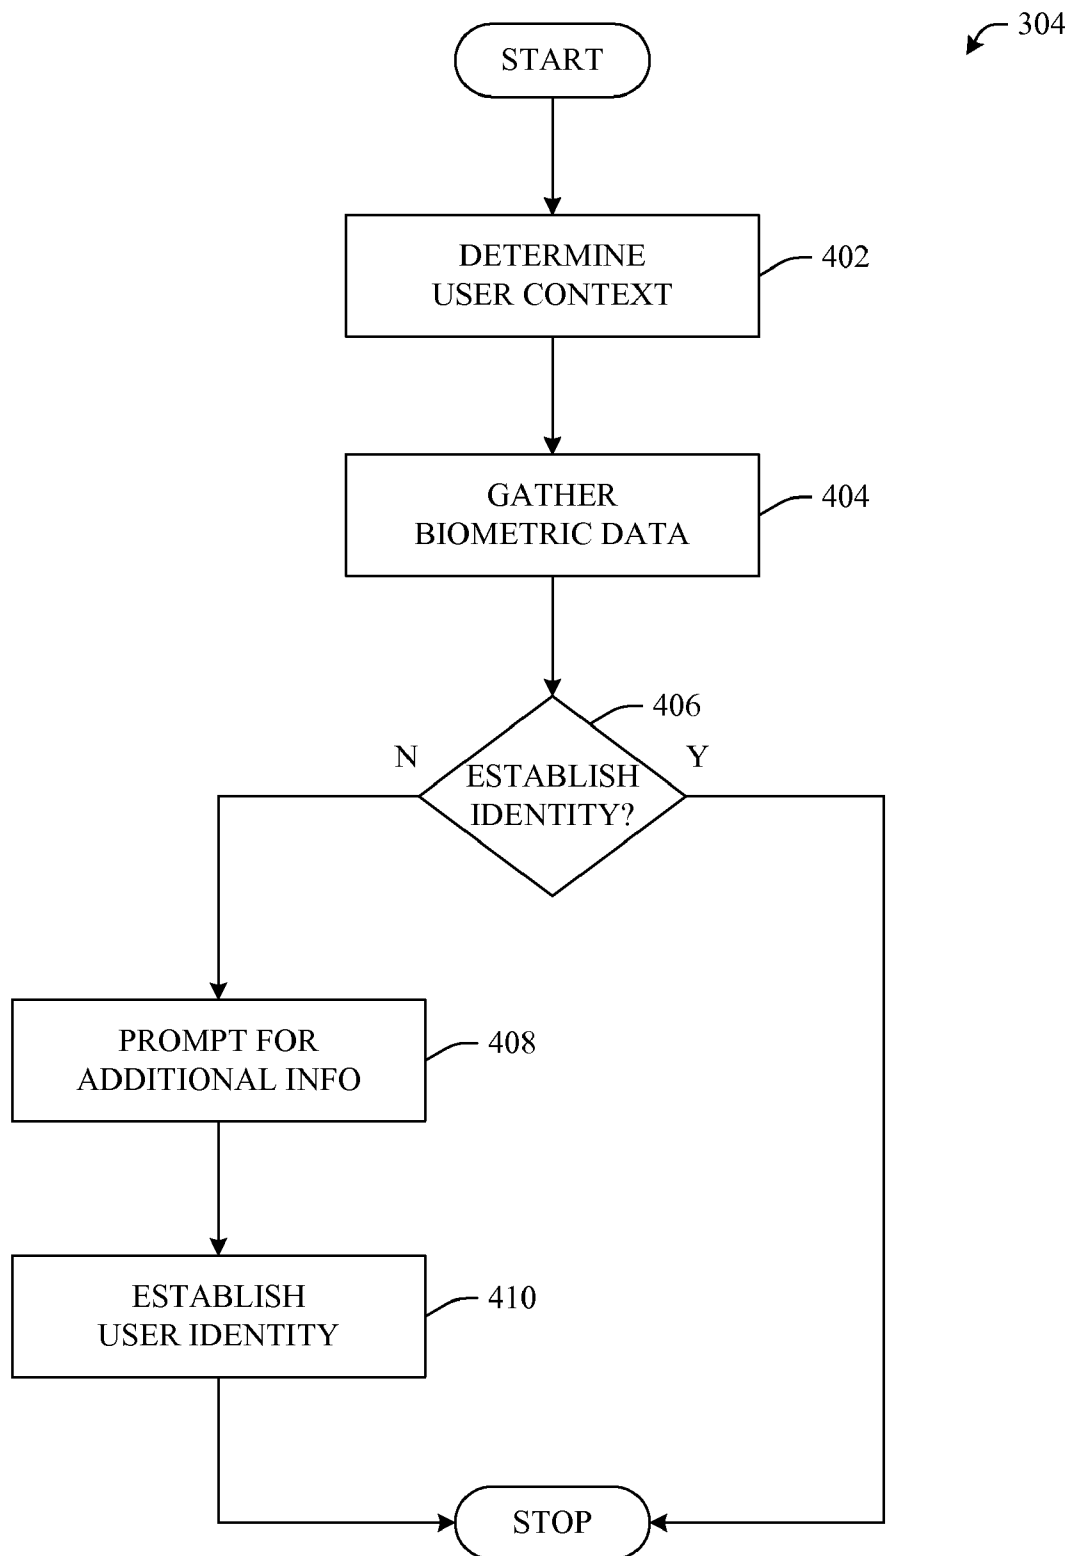 304
START
DETERMINE
USER CONTEXT
402
GATHER
BIOMETRIC DATA
404
406
N
Y
ESTABLISH
IDENTITY?
PROMPT FOR
ADDITIONAL INFO
408
ESTABLISH
USER IDENTITY
410
STOP